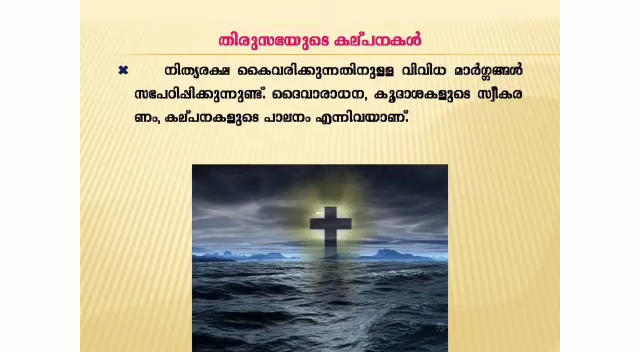 തിരുസഭയുടെ കല്പനകൾ
നിത്യരക്ഷ കൈവരിക്കുന്നതിനുള്ള വിവിധ മാർഗ്ഗങ്ങൾ
സഭപഠിപ്പിക്കുന്നുണ്ട്. ദൈവാരാധന, കൂദാശകളുടെ സ്വീകര
ണം, കല്പനകളുടെ പാലനം എന്നിവയാണ്.